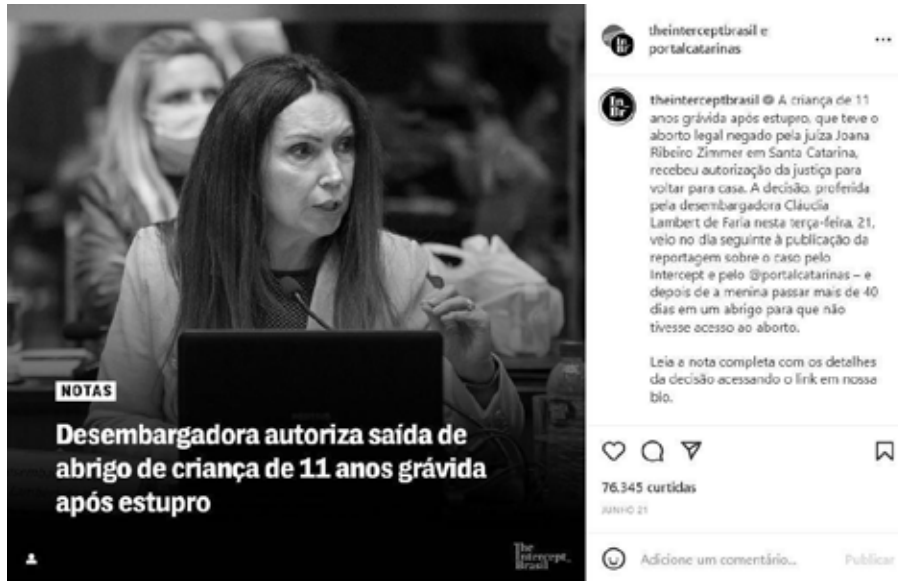 NOTAS
Desembargadora autoriza saída de
abrigo de criança de 11 anos grávida
após estupro
The
Intercept_
Brasil
theinterceptbrasil e
portalcatarinas
theinterceptbrasil A criança de 11
anos grávida após estupro, que teve o
aborto legal negado pela juíza Joana
Ribeiro Zimmer em Santa Catarina,
recebeu autorização da justiça para
voltar para casa. A decisão, proferida
pela desembargadora Cláudia
Lambert de Faria nesta terça-feira, 21,
veio no dia seguinte à publicação da
reportagem sobre o caso pelo
Intercept e pelo @portalcatarinas – e
depois de a menina passar mais de 40
dias em um abrigo para que não
tivesse acesso ao aborto.
Leia a nota completa com os detalhes
da decisão acessando o link em nossa
bio.
76.345 curtidas
JUNHO 21
Adicione um comentário...
Publicar